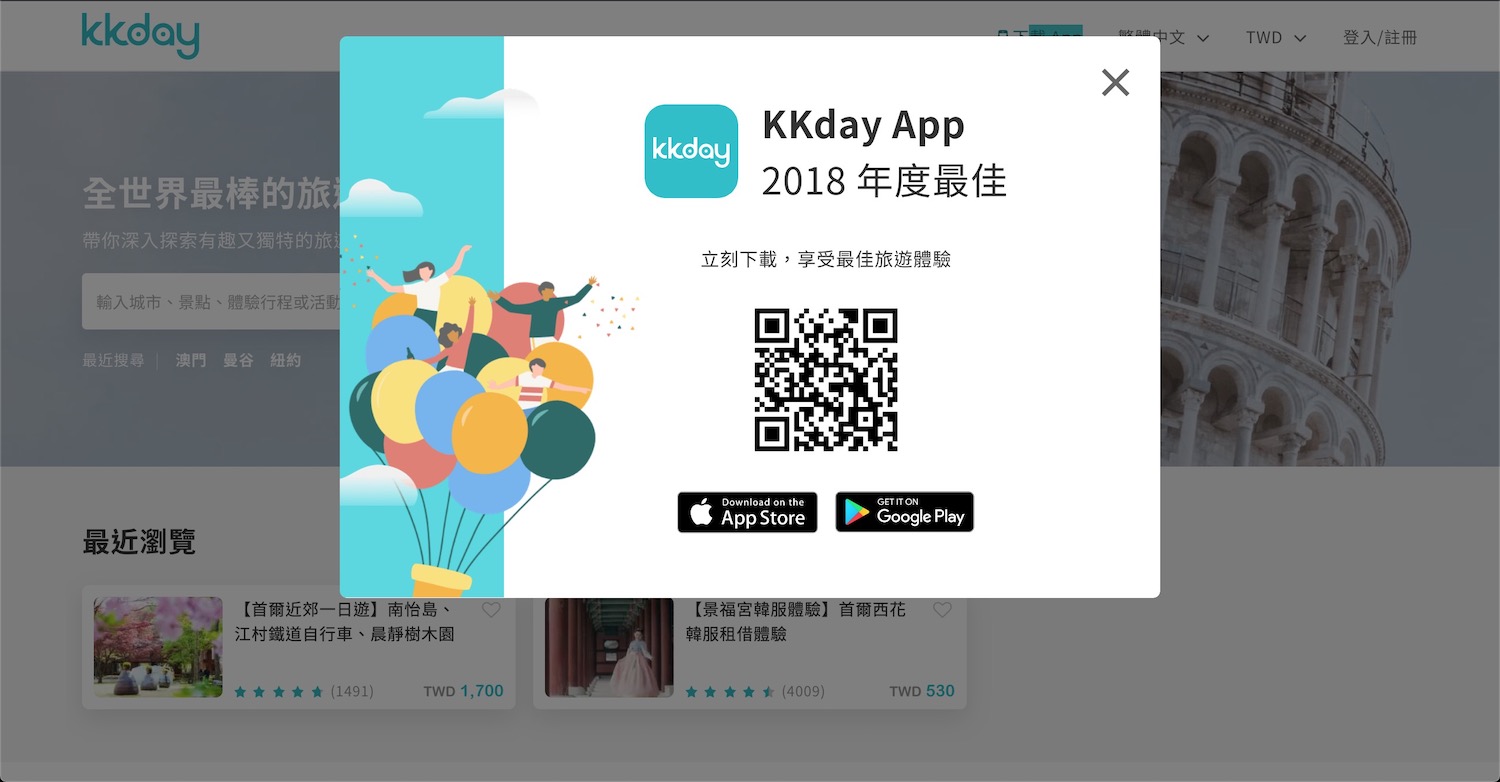 kkday
下載 App
繁體中文
TWD
登入/註冊
全世界最棒的旅遊
帶你深入探索有趣又獨特的旅
輸入城市、景點、體驗行程或活動
最近搜尋 | 澳門 曼谷 紐約
kkday
KKday App
2018 年度最佳
立刻下載，享受最佳旅遊體驗
Download on the
App Store
GET IT ON
Google Play
最近瀏覽
【首爾近郊一日遊】南怡島、
江村鐵道自行車、晨靜樹木園
(1491)
TWD 1,700
【景福宮韓服體驗】首爾西花
韓服租借體驗
(4009)
TWD 530